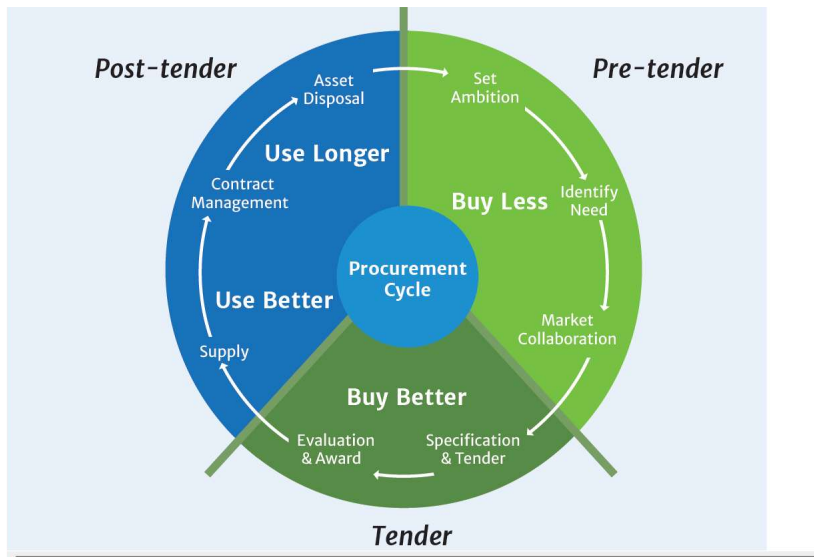 Post-tender
Pre-tender
Asset
Disposal
Set
Ambition
Use Longer
Contract
Management
Buy Less
Identify
Need
Procurement
Cycle
Use Better
Market
Collaboration
Supply
Buy Better
Evaluation
& Award
Specification
& Tender
Tender